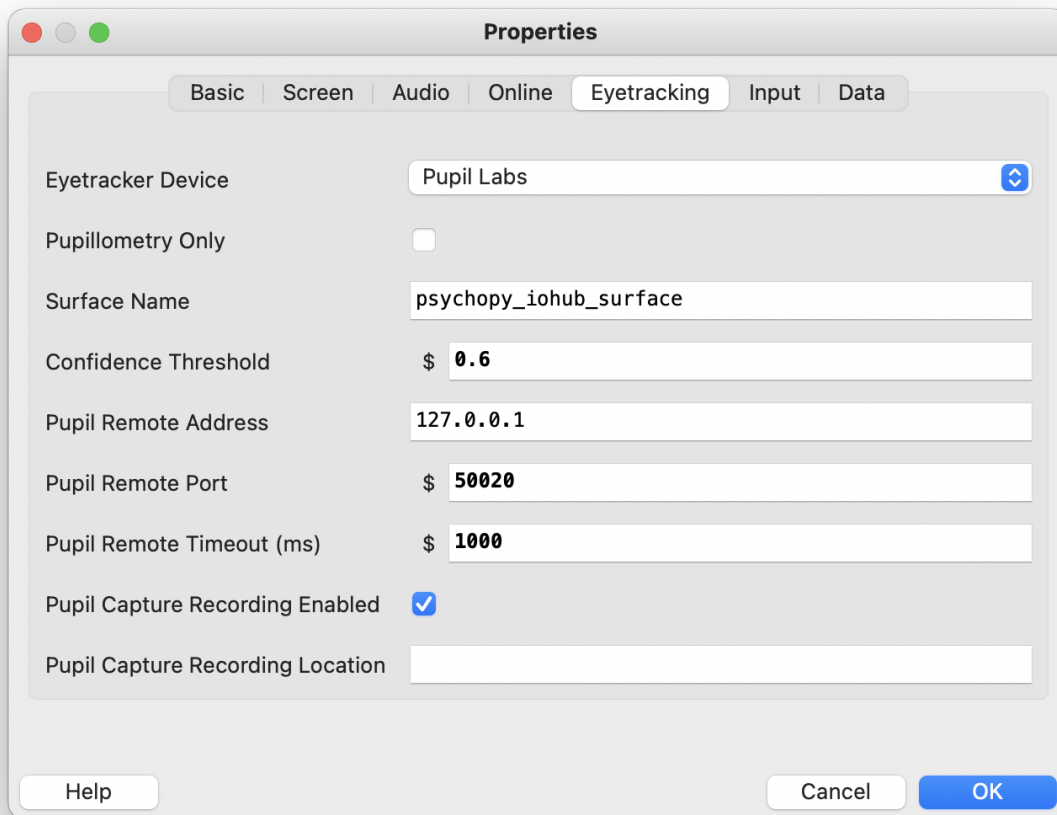 Properties
Basic Screen Audio Online Eyetracking Input Data
Eyetracker Device Pupil Labs
Pupillometry Only
Surface Name psychopy_iohub_surface
Confidence Threshold $ 0.6
Pupil Remote Address 127.0.0.1
Pupil Remote Port $ 50020
Pupil Remote Timeout (ms) $ 1000
Pupil Capture Recording Enabled
Pupil Capture Recording Location
Help Cancel OK